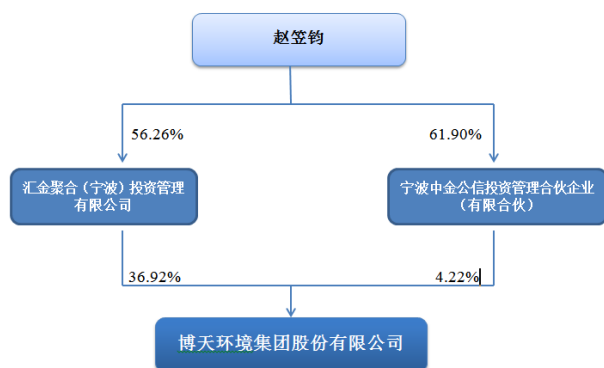 赵笠钧
56.26%
61.90%
汇金聚合（宁波）投资管理
有限公司
宁波中金公信投资管理合伙企业
（有限合伙）
36.92%
4.22%
博天环境集团股份有限公司